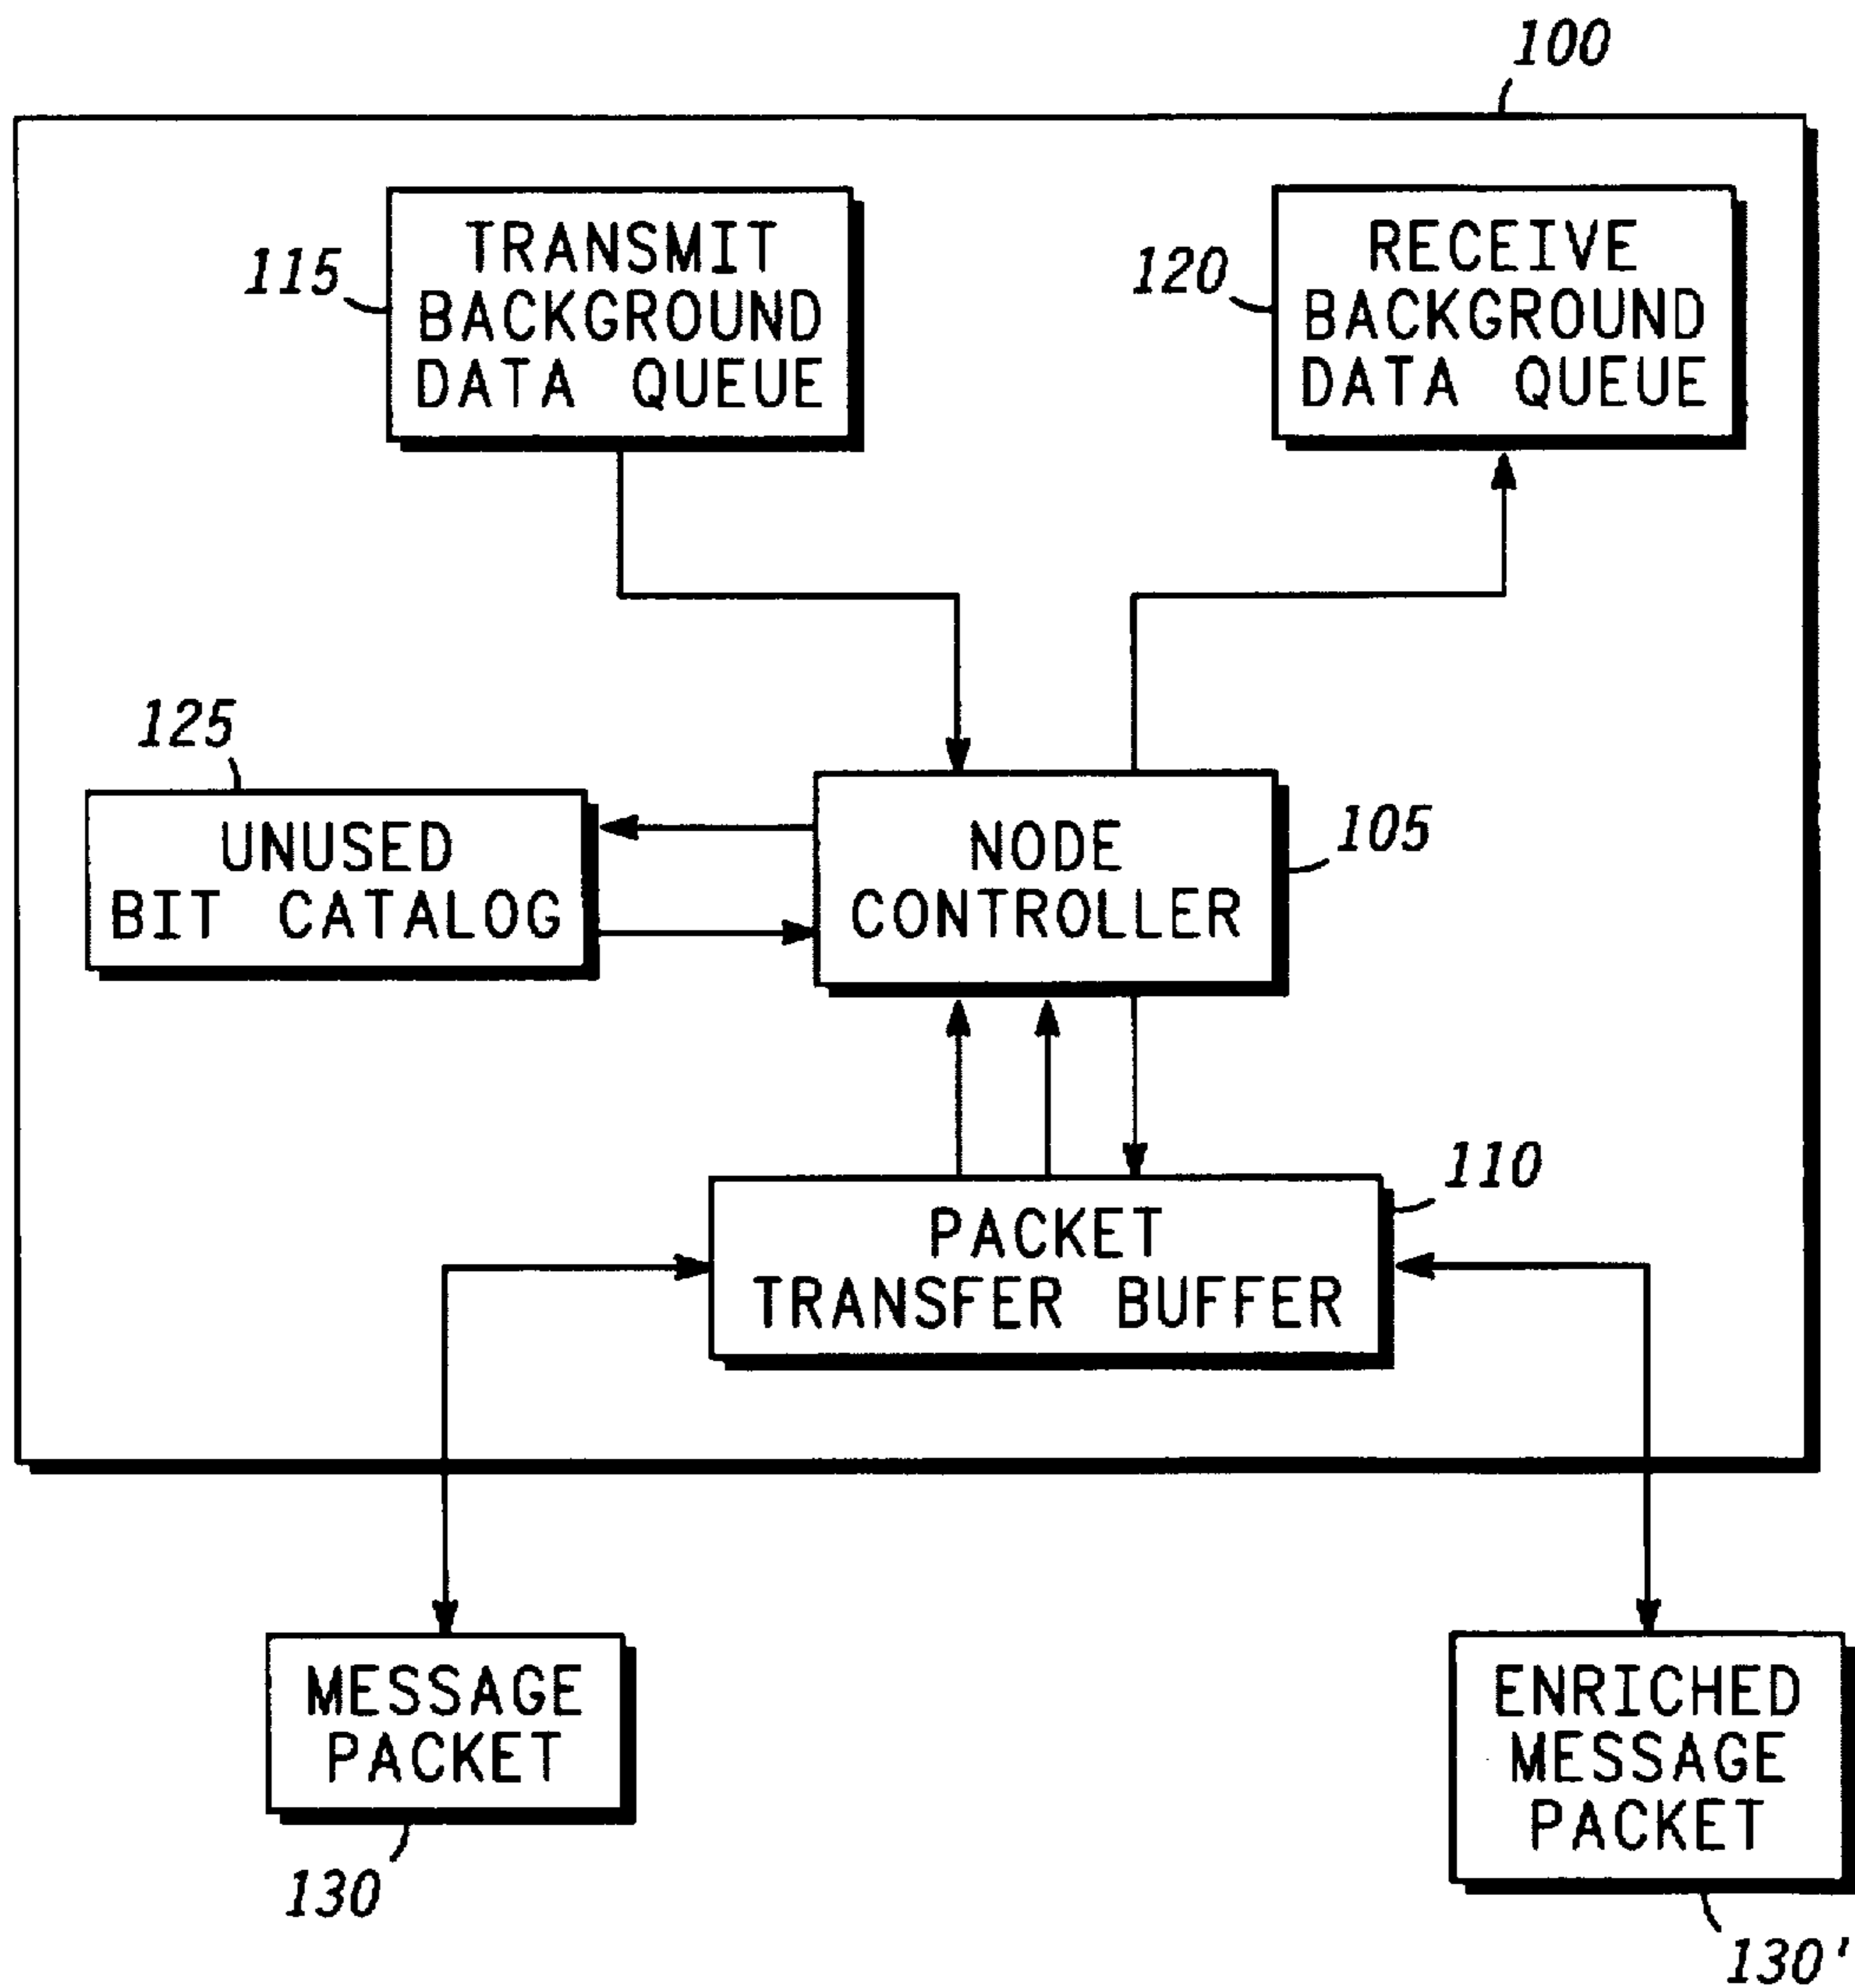 100
TRANSMIT
BACKGROUND
DATA QUEUE
115
RECEIVE
BACKGROUND
DATA QUEUE
120
125
UNUSED
BIT CATALOG
NODE
CONTROLLER
105
110
PACKET
TRANSFER BUFFER
MESSAGE
PACKET
130
ENRICHED
MESSAGE
PACKET
130'